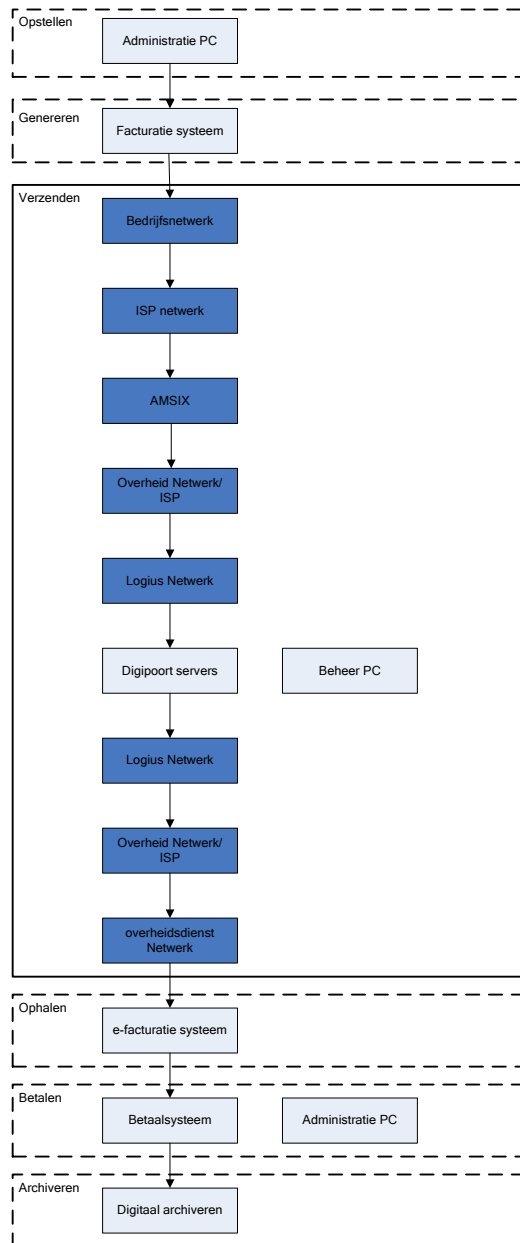 Opstellen
Administratie PC
Genereren
Facturatie systeem
Verzenden
Bedrijfsnetwerk
ISP netwerk
AMSIX
Overheid Netwerk/
ISP
Logius Netwerk
Digipoort servers
Beheer PC
Logius Netwerk
Overheid Netwerk/
ISP
overheidsdienst
Netwerk
Ophalen
e-facturatie systeem
Betalen
Betaalsysteem
Administratie PC
Archiveren
Digitaal archiveren